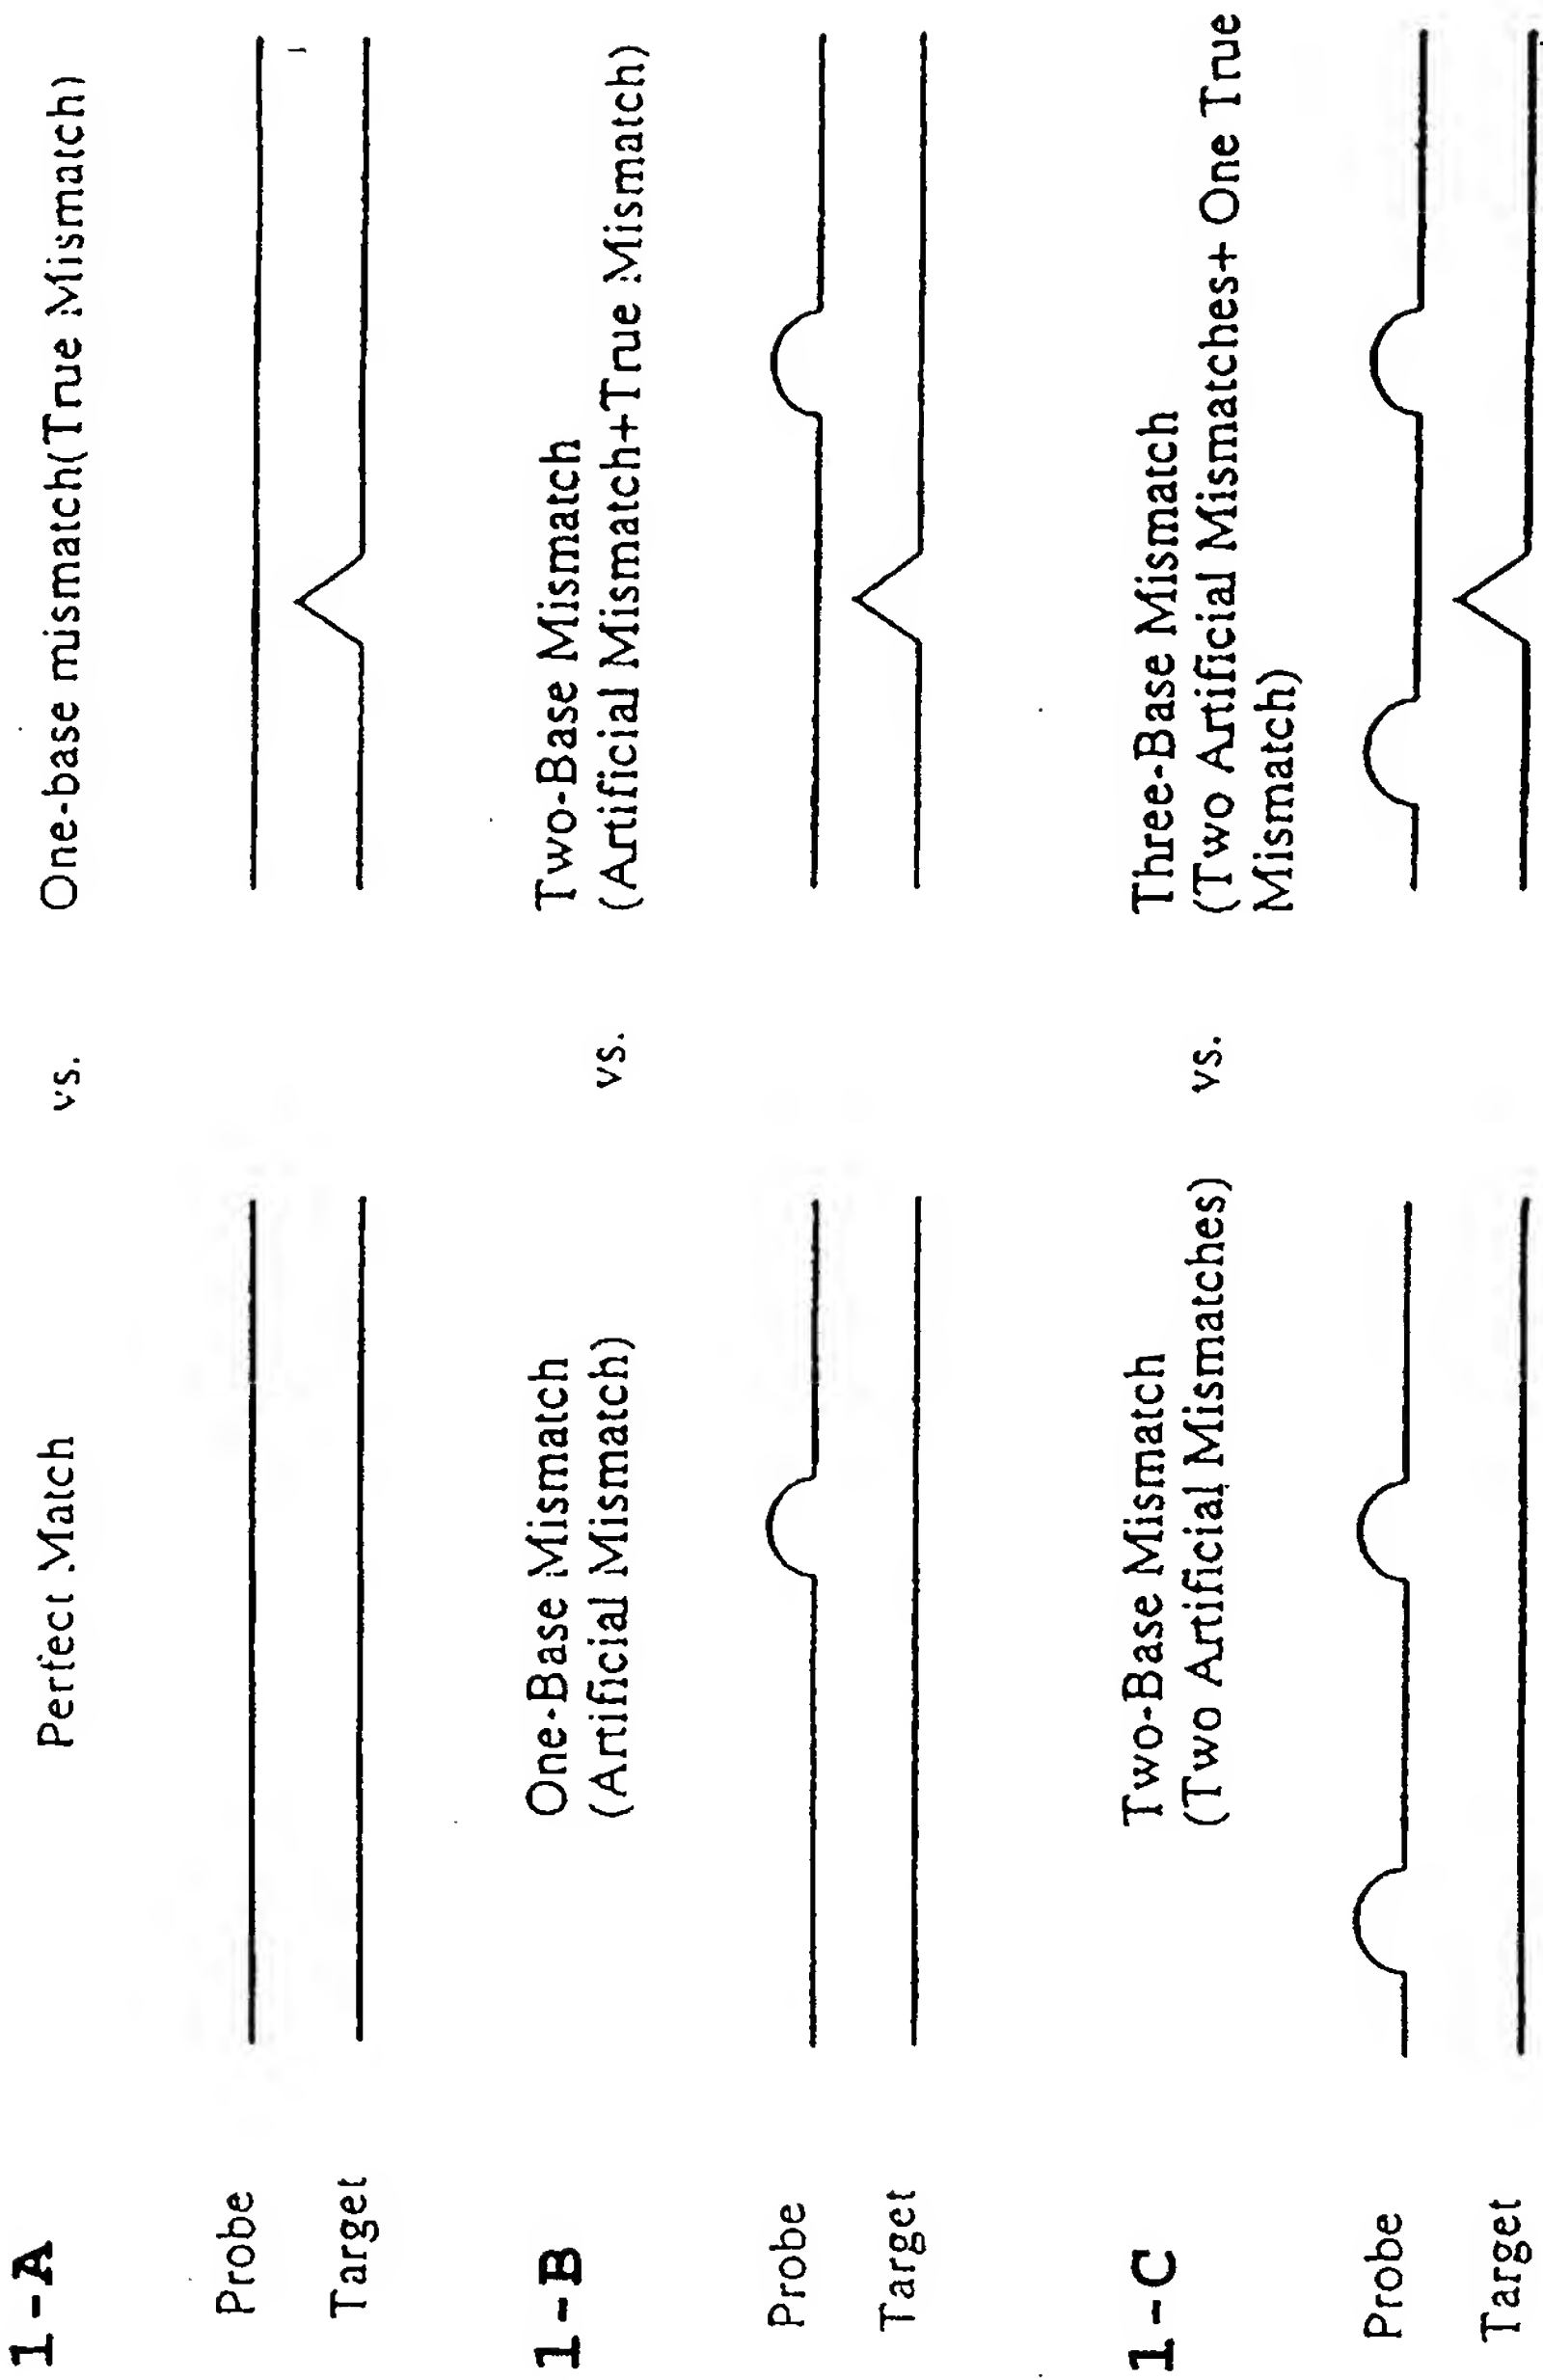 1-A
Perfect Match vs. One-base mismatch(True Mismatch)
Probe
Target
1-B
One-Base Mismatch
(Artificial Mismatch)
vs.
Two-Base Mismatch
(Artificial Mismatch+True Mismatch)
Probe
Target
1-C
Two-Base Mismatch
(Two Artificial Mismatches)
vs.
Three-Base Mismatch
(Two Artificial Mismatches+ One True
Mismatch)
Probe
Target